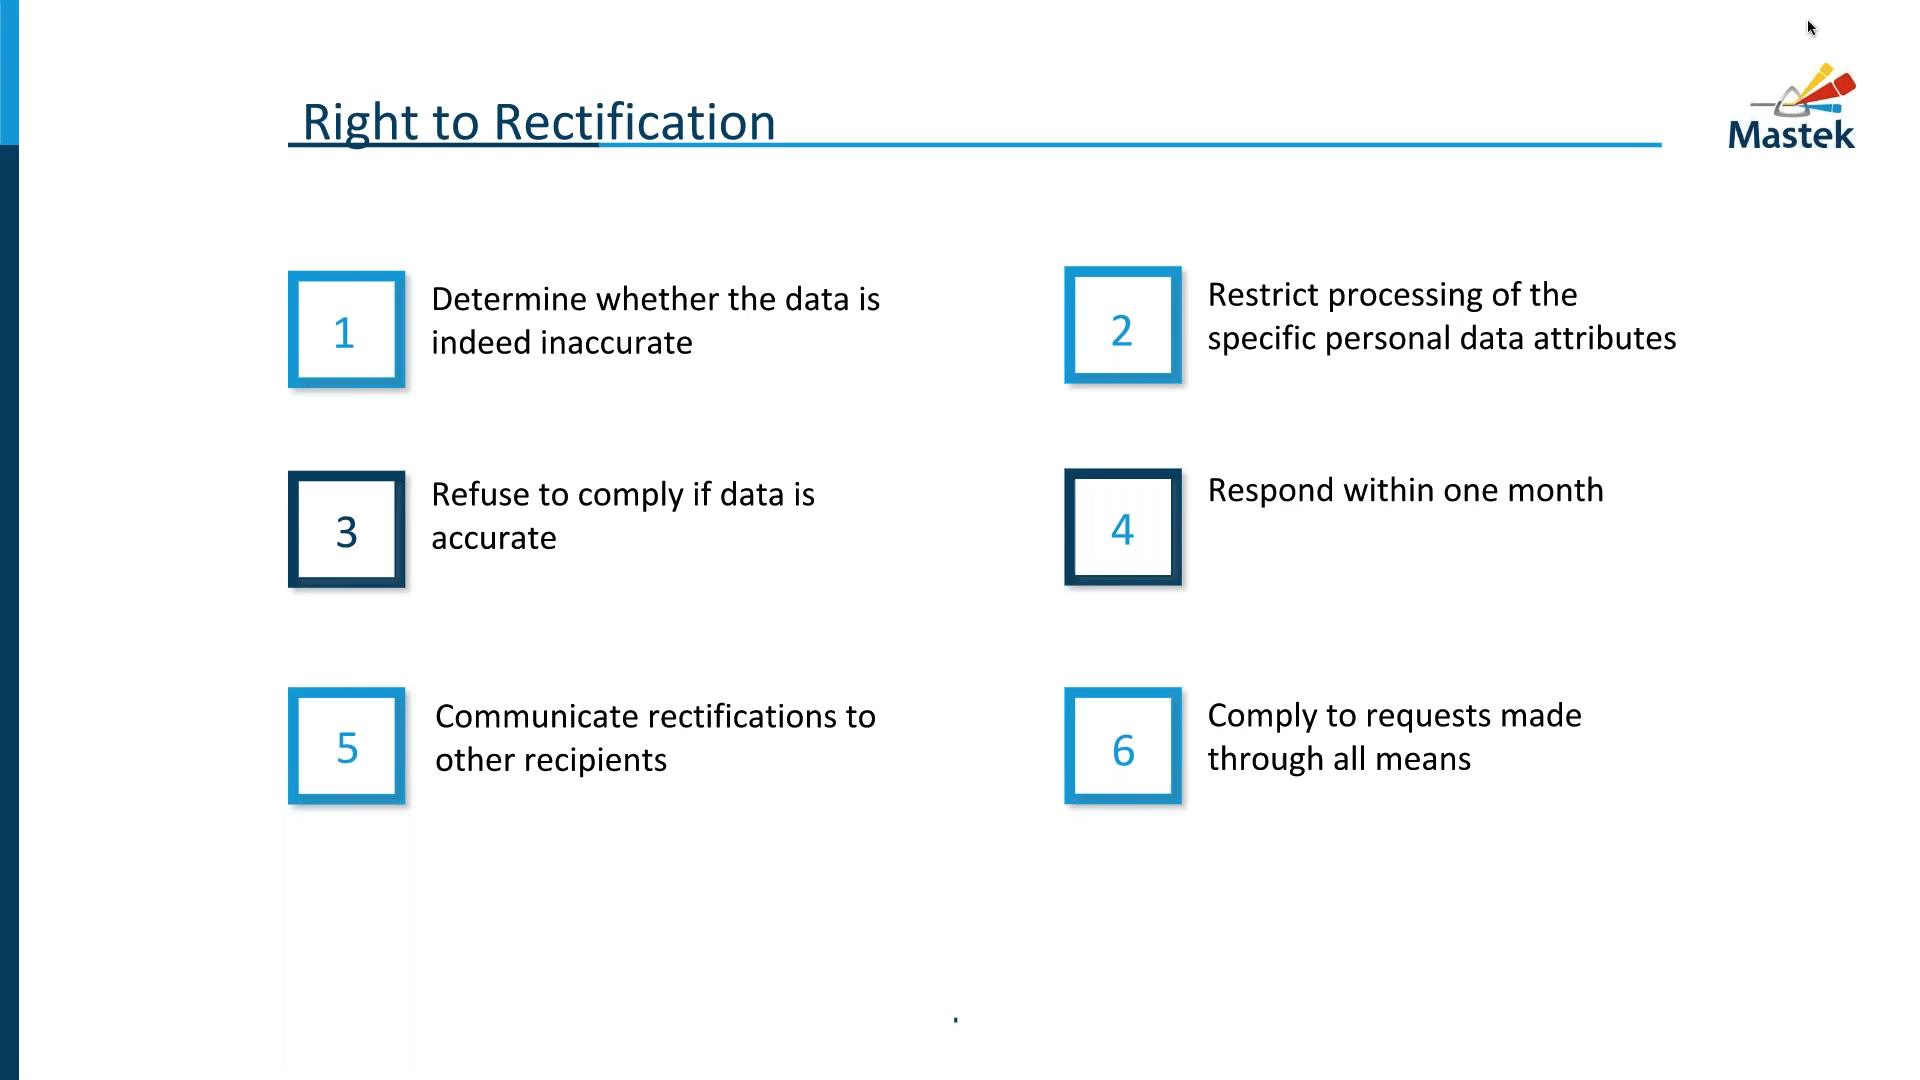 Right to Rectification
Mastek
1
Determine whether the data is
indeed inaccurate
2
Restrict processing of the
specific personal data attributes
3
Refuse to comply if data is
accurate
4
Respond within one month
5
Communicate rectifications to
other recipients
6
Comply to requests made
through all means